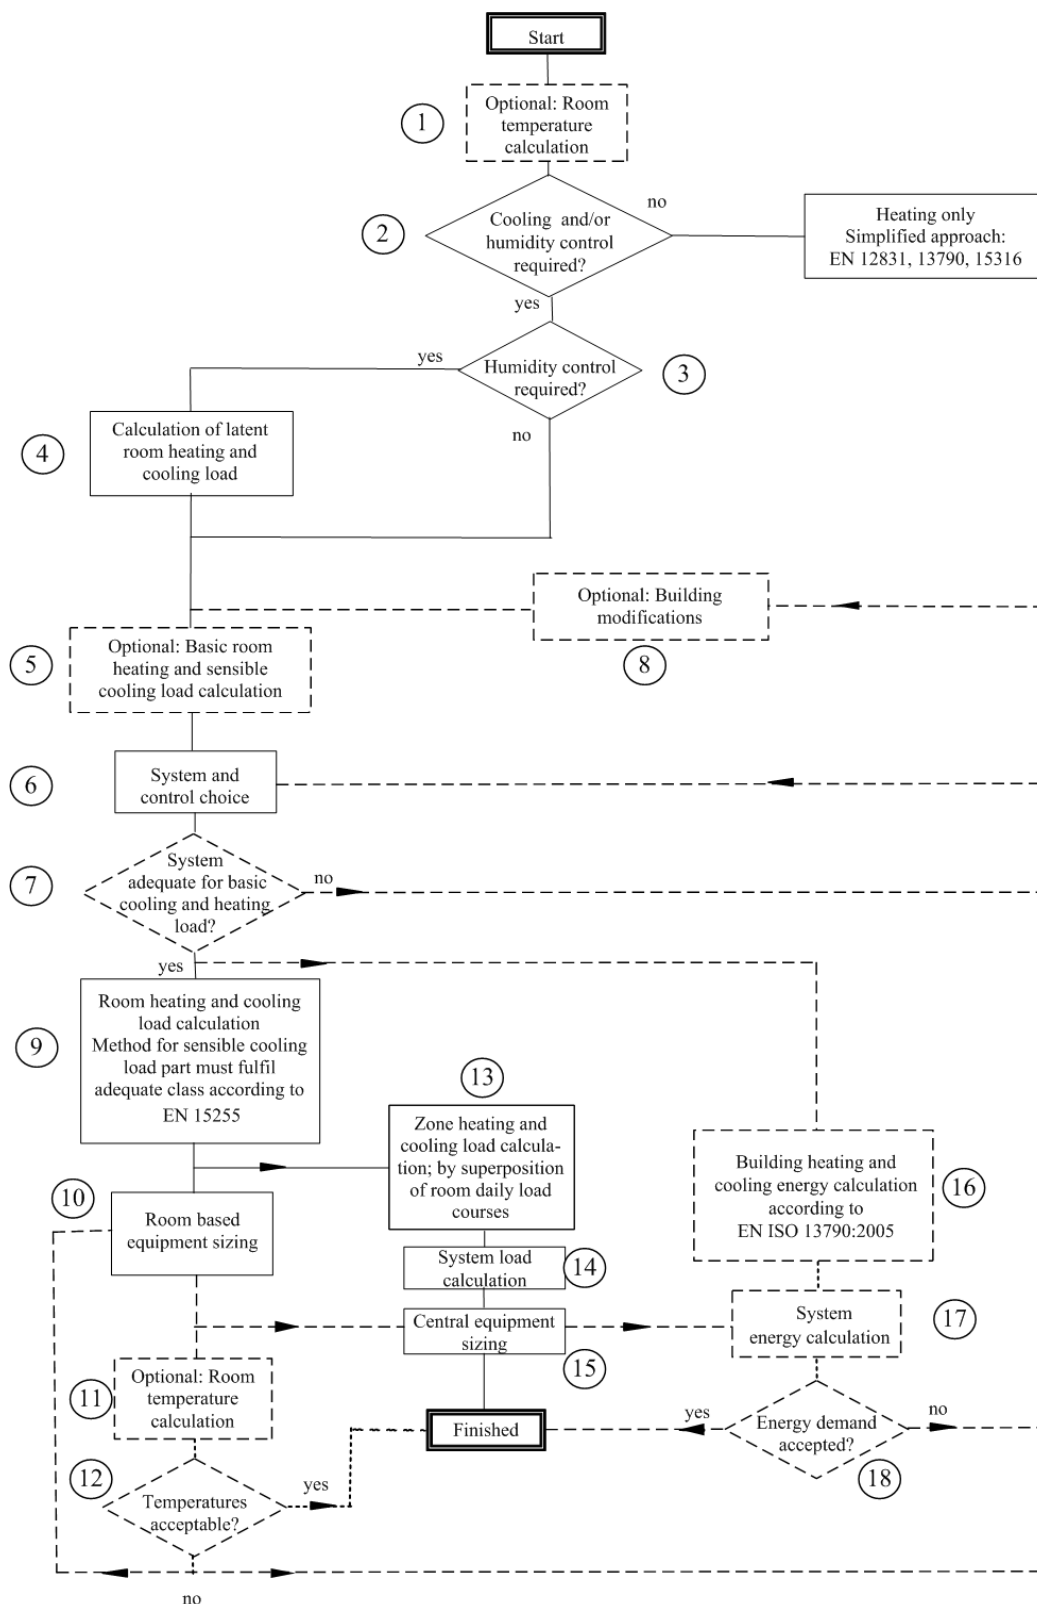 Start
1
Optional: Room
temperature
calculation
2
Cooling and/or
humidity control
required?
no
Heating only
Simplified approach:
EN 12831, 13790, 15316
yes
yes
Humidity control
required?
3
no
4
Calculation of latent
room heating and
cooling load
Optional: Building
modifications
8
5
Optional: Basic room
heating and sensible
cooling load calculation
6
System and
control choice
7
System
adequate for basic
cooling and heating
load?
no
yes
9
Room heating and cooling
load calculation
Method for sensible cooling
load part must fulfil
adequate class according to
EN 15255
13
Zone heating and
cooling load calcula-
tion; by superposition
of room daily load
courses
Building heating and
cooling energy calculation
according to
EN ISO 13790:2005
16
10
Room based
equipment sizing
System load
calculation
14
Central equipment
sizing
15
System
energy calculation
17
11
Optional: Room
temperature
calculation
Finished
yes
Energy demand
accepted?
no
18
12
Temperatures
acceptable?
yes
no